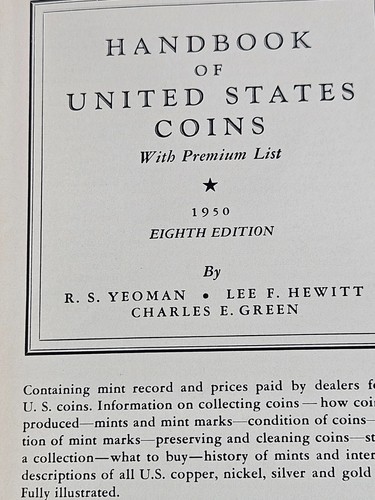 HANDBOOK
OF
UNITED STATES
COINS
With Premium List
★
1950
EIGHTH EDITION
By
R. S. YEOMAN • LEE F. HEWITT
CHARLES E. GREEN
Containing mint record and prices paid by dealers
U. S. coins. Information on collecting coins—how
produced—mints and mint marks—condition of coins—
tion of mint marks—preserving and cleaning coins—
a collection—what to buy—history of mints and
descriptions of all U.S. copper, nickel, silver and gold
Fully illustrated.